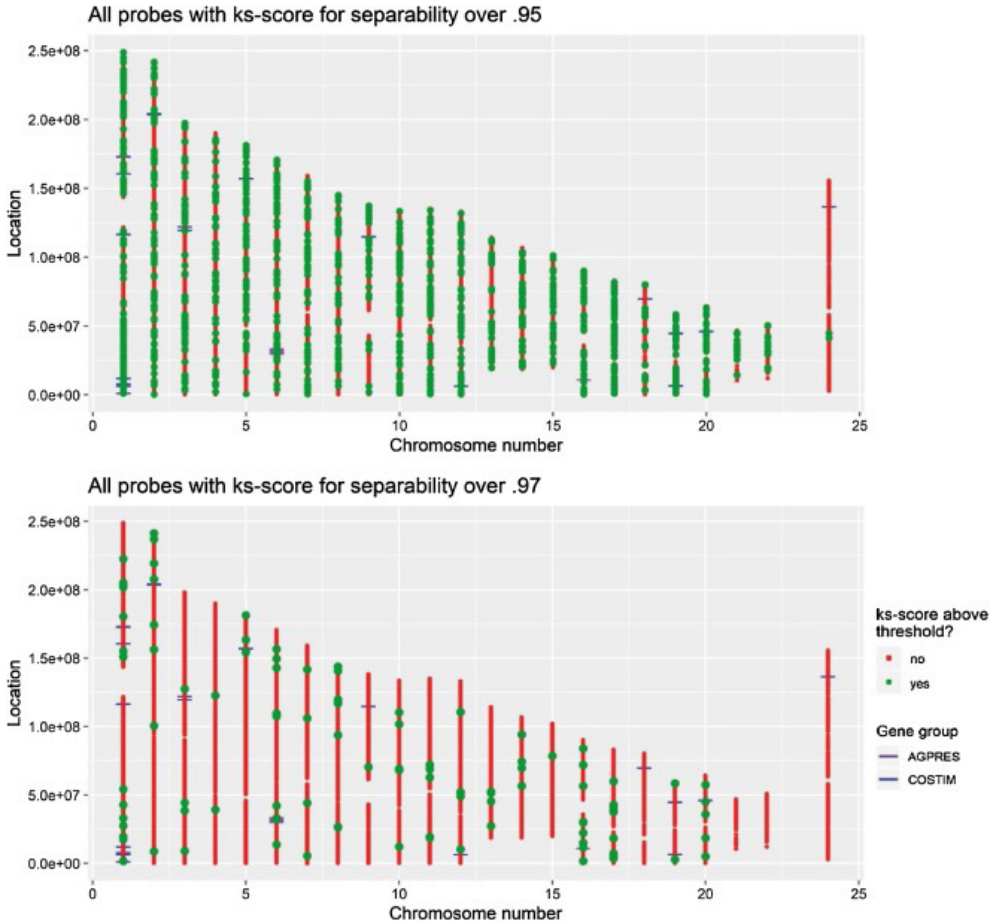 All probes with ks-score for separability over .95
2.5e+08
2.0e+08
1.5e+08
1.0e+08
5.0e+07
0.0e+00
Location
0 5 10 15 20 25
Chromosome number
All probes with ks-score for separability over .97
2.5e+08
2.0e+08
1.5e+08
1.0e+08
5.0e+07
0.0e+00
Location
0 5 10 15 20 25
Chromosome number
ks-score above
threshold?
no
yes
Gene group
AGPRES
COSTIM